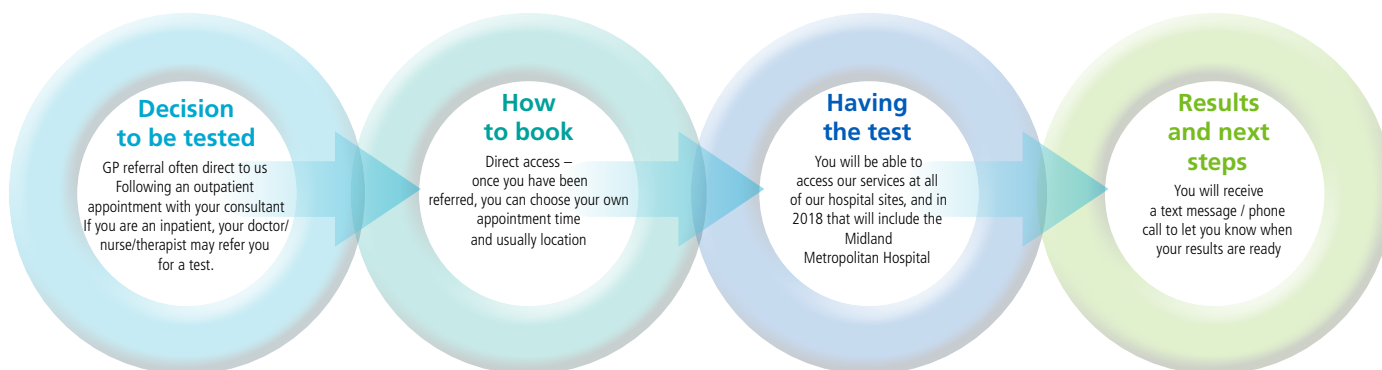 Decision
to be tested
GP referral often direct to us
Following an outpatient
appointment with your consultant
If you are an inpatient, your doctor/
nurse/therapist may refer you
for a test.
How
to book
Direct access –
once you have been
referred, you can choose your own
appointment time
and usually location
Having
the test
You will be able to
access our services at all
of our hospital sites, and in
2018 that will include the
Midland
Metropolitan Hospital
Results
and next
steps
You will receive
a text message / phone
call to let you know when
your results are ready